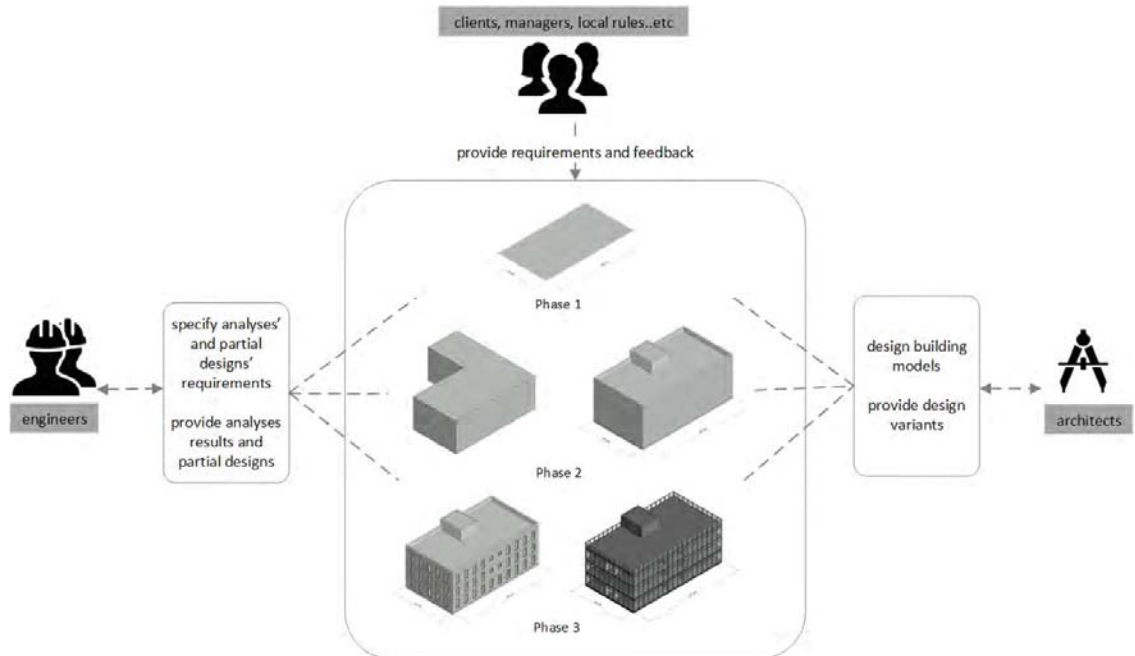 clients, managers, local rules..etc
provide requirements and feedback
Phase 1
specify analyses'
and partial
designs'
requirements
provide analyses
results and
partial designs
engineers
design building
models
provide design
variants
architects
Phase 2
Phase 3